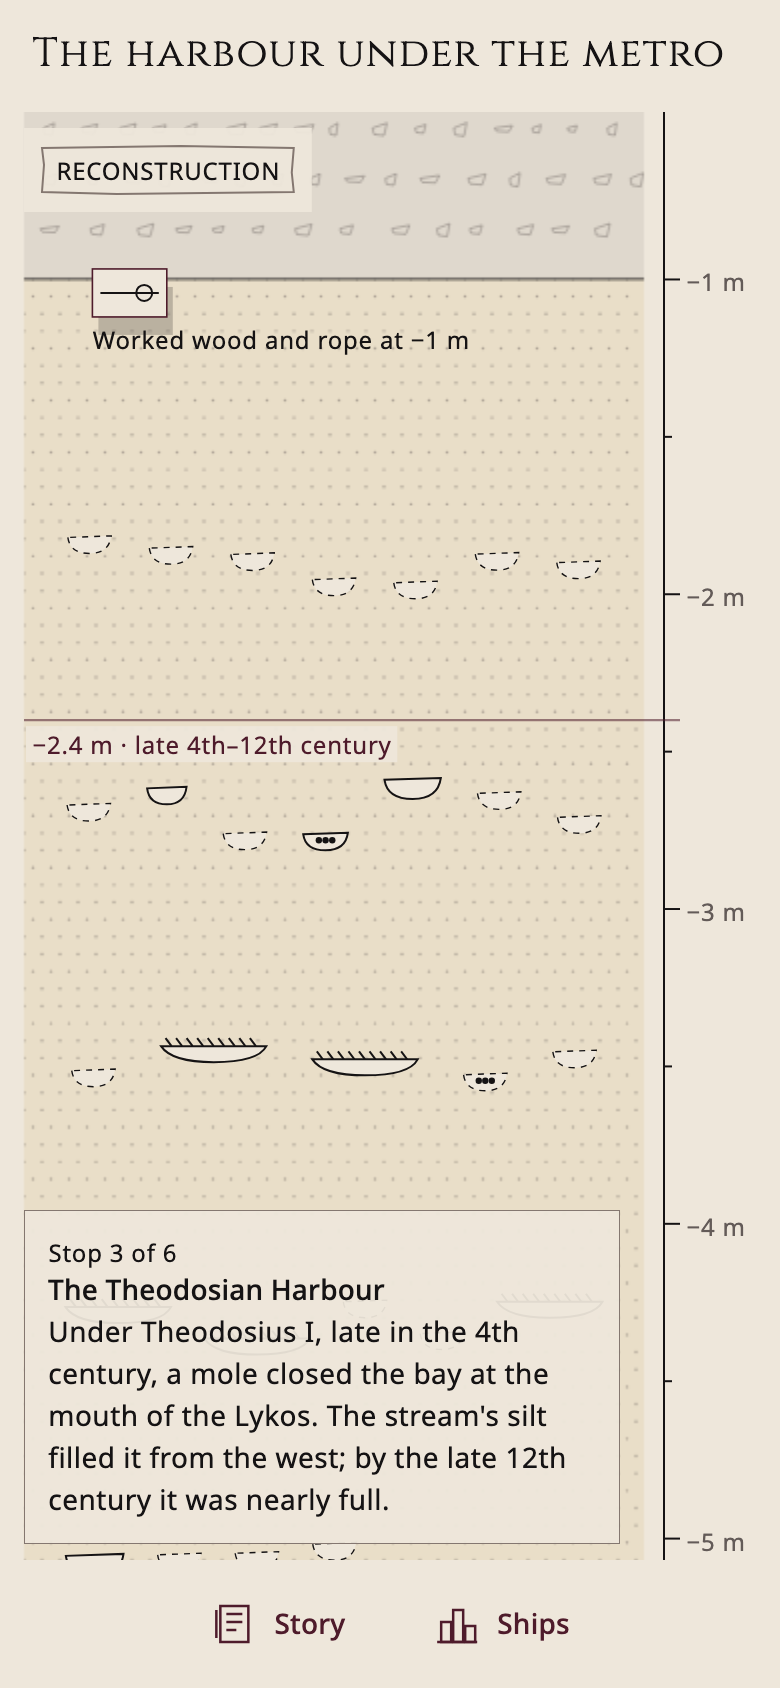 The harbour under the metro
RECONSTRUCTION
−1 m
Worked wood and rope at −1 m
−2 m
−2.4 m · late 4th–12th century
−3 m
−4 m
Stop 3 of 6
The Theodosian Harbour
Under Theodosius I, late in the 4th
century, a mole closed the bay at the
mouth of the Lykos. The stream's silt
filled it from the west; by the late 12th
century it was nearly full.
−5 m
Story
Ships